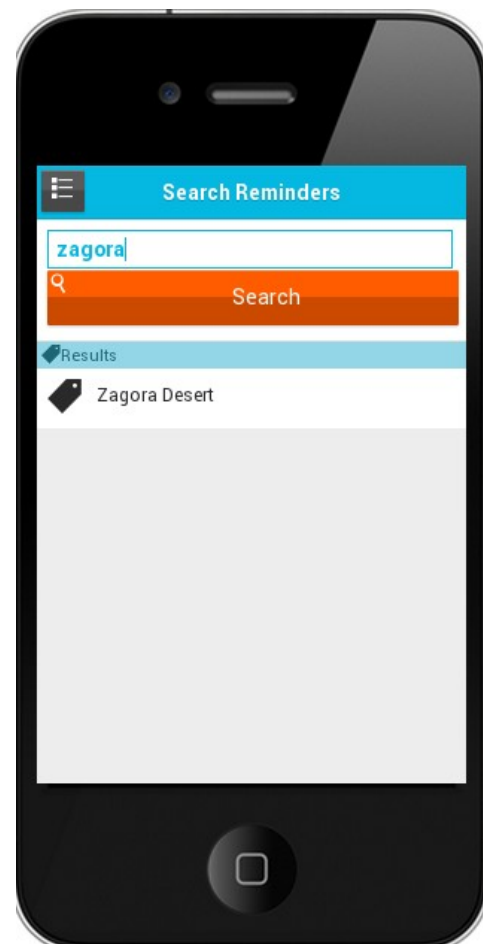 Search Reminders
zagora
Search
Results
Zagora Desert